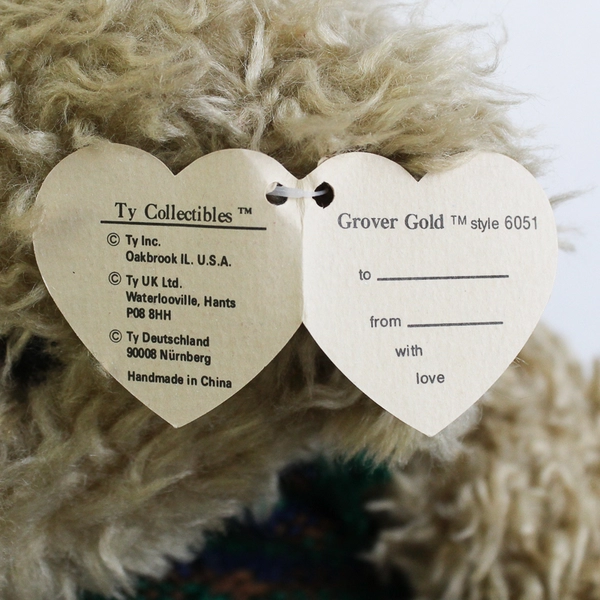 Ty Collectibles ™
© Ty Inc.
Oakbrook IL. U.S.A.
© Ty UK Ltd.
Waterlooville, Hants
P08 8HH
© Ty Deutschland
90008 Nürnberg
Handmade in China
Grover Gold ™ style 6051
to
from
with
love